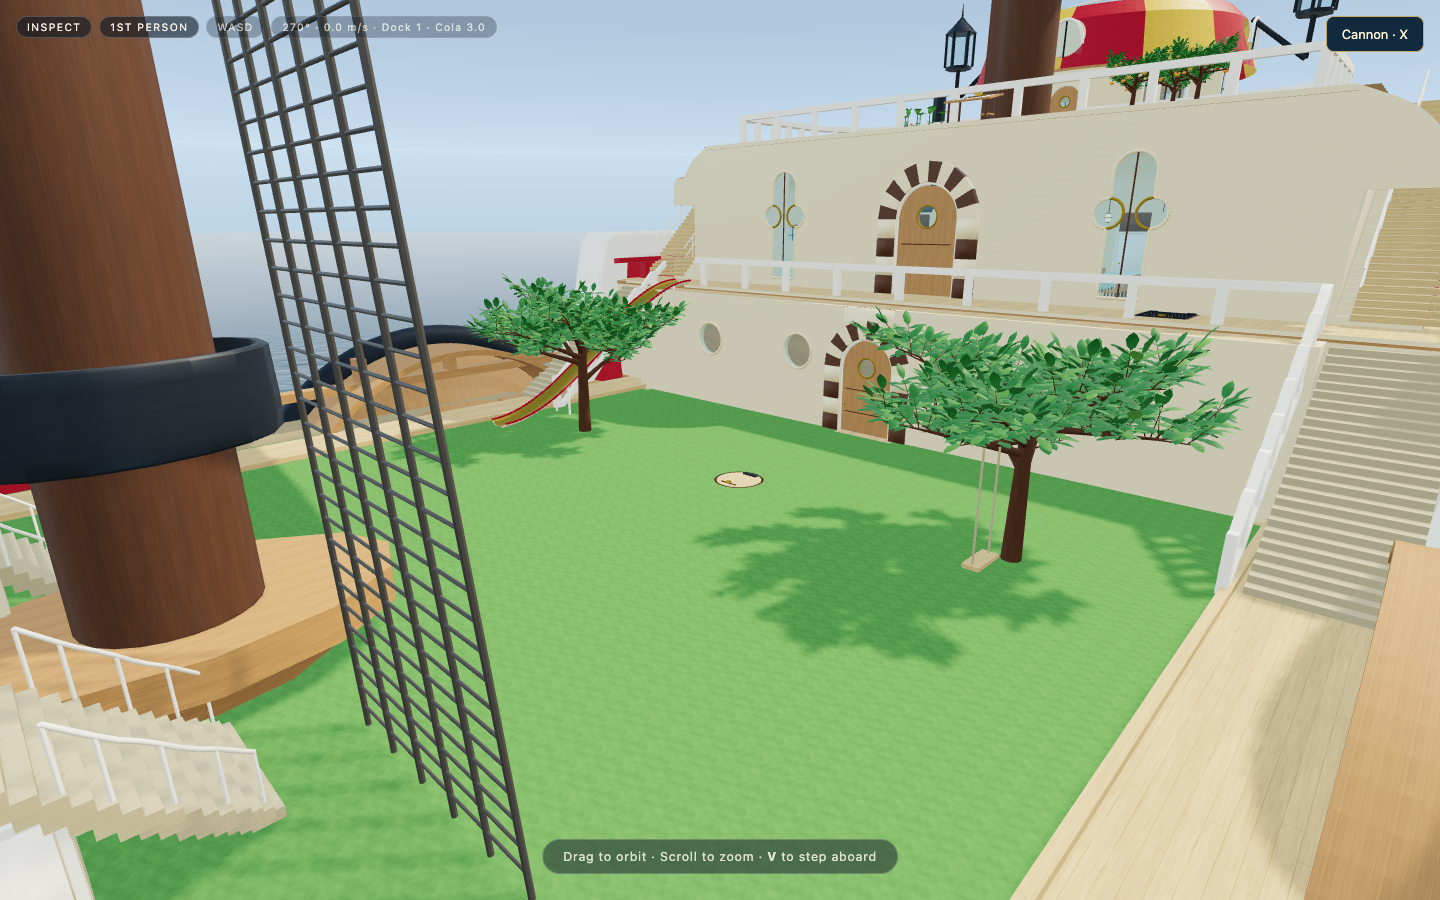 INSPECT 1ST PERSON WASD 270° · 0.0 m/s · Dock 1 · Cola 3.0
Cannon · X
Drag to orbit · Scroll to zoom · V to step aboard